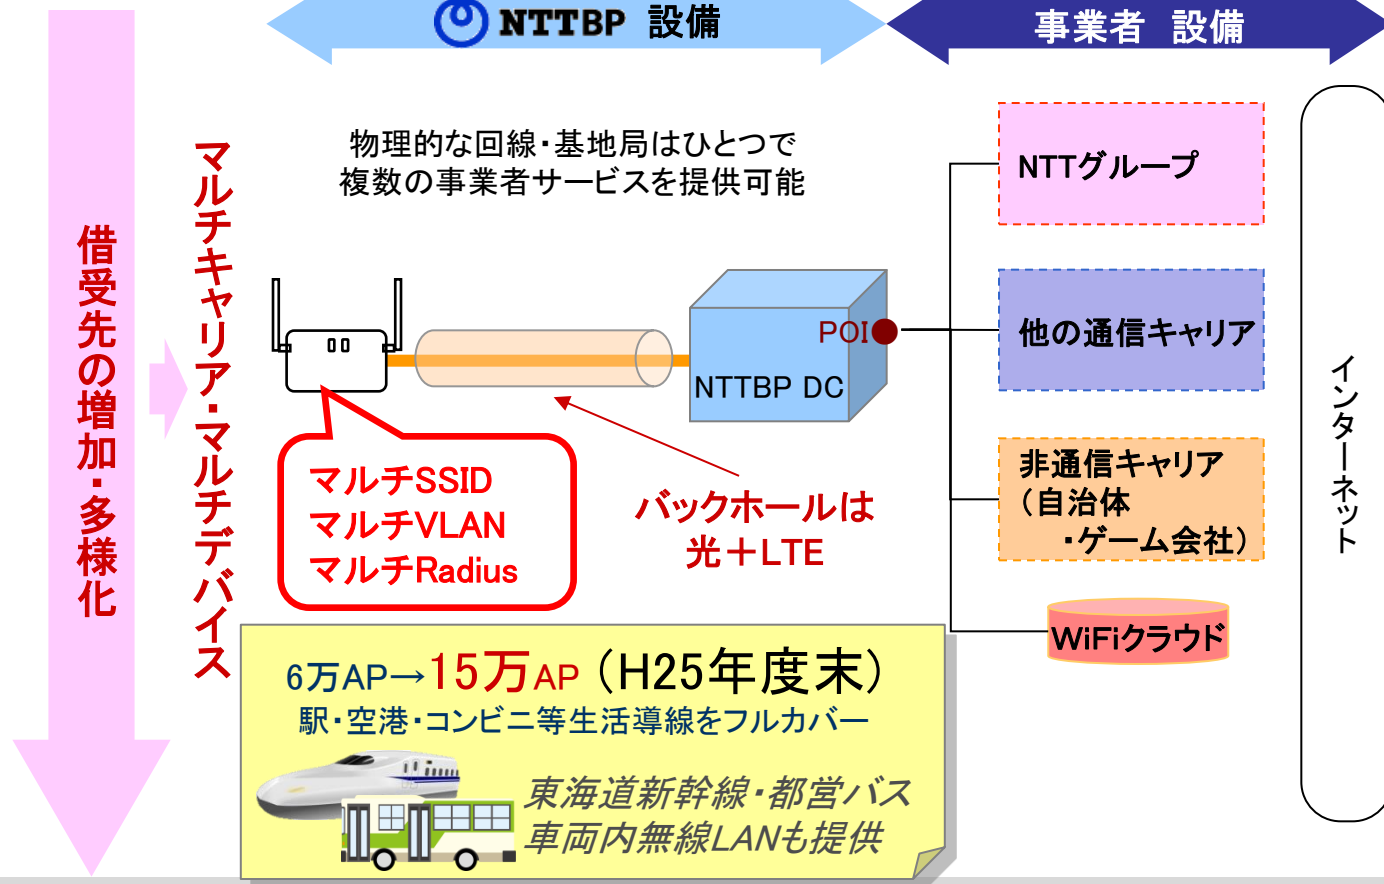 NTTBP 設備
事業者 設備
借受先の増加・多様化
マルチキャリア・マルチデバイス
物理的な回線・基地局はひとつで
複数の事業者サービスを提供可能
POI
NTTBP DC
マルチSSID
マルチVLAN
マルチRadius
バックホールは
光＋LTE
NTTグループ
他の通信キャリア
非通信キャリア
（自治体
・ゲーム会社）
WiFiクラウド
インターネット
6万AP→15万AP（H25年度末）
駅・空港・コンビニ等生活導線をフルカバー
東海道新幹線・都営バス
車両内無線LANも提供